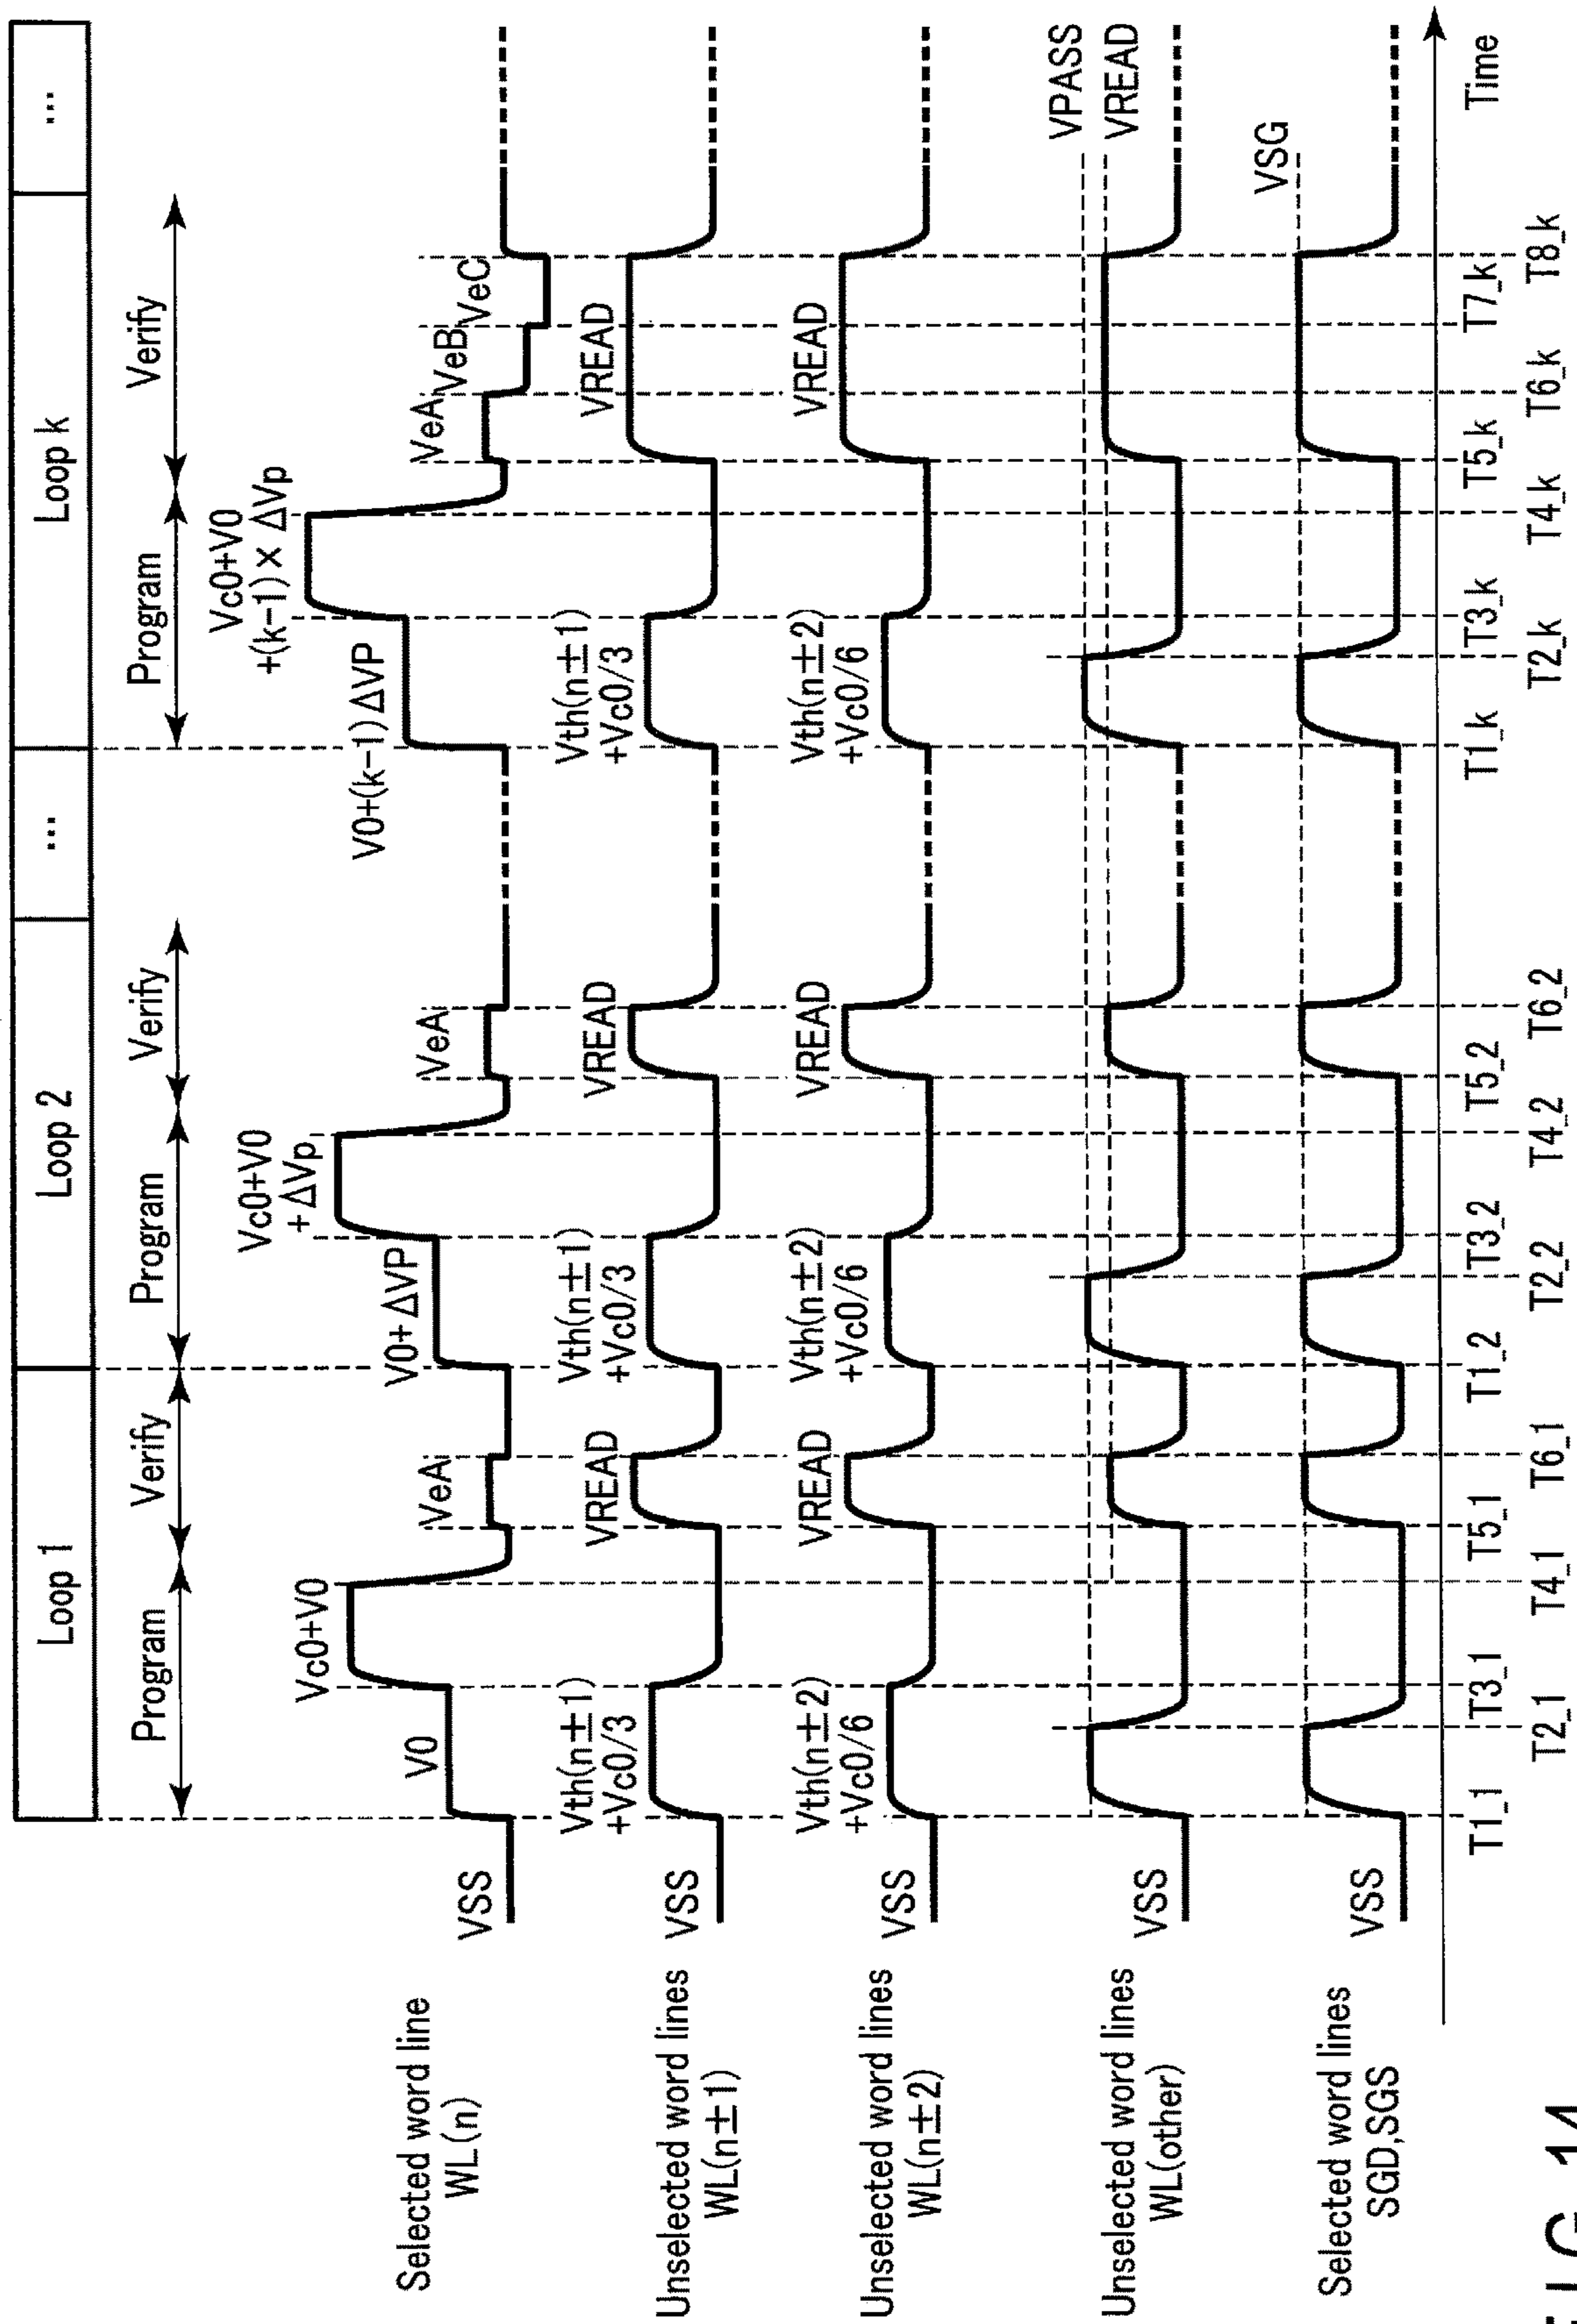 Loop 1
Loop 2
...
Loop k
...
Program
Verify
Program
Verify
Program
Verify
Selected word line
WL(n)
VSS
V0
Vc0+V0
VeA
V0+ΔVP
Vc0+V0
+ΔVp
VeA
V0+(k−1)ΔVP
Vc0+V0
+(k−1)×ΔVp
VeA
VeB
VeC
Unselected word lines
WL(n±1)
VSS
Vth(n±1)
+Vc0/3
VREAD
Vth(n±1)
+Vc0/3
VREAD
Vth(n±1)
+Vc0/3
VREAD
Unselected word lines
WL(n±2)
VSS
Vth(n±2)
+Vc0/6
VREAD
Vth(n±2)
+Vc0/6
VREAD
Vth(n±2)
+Vc0/6
VREAD
Unselected word lines
WL(other)
VSS
VPASS
VREAD
Selected word lines
SGD,SGS
VSS
VSG
T1_1
T2_1
T3_1
T4_1
T5_1
T6_1
T1_2
T2_2
T3_2
T4_2
T5_2
T6_2
T1_k
T2_k
T3_k
T4_k
T5_k
T6_k
T7_k
T8_k
Time